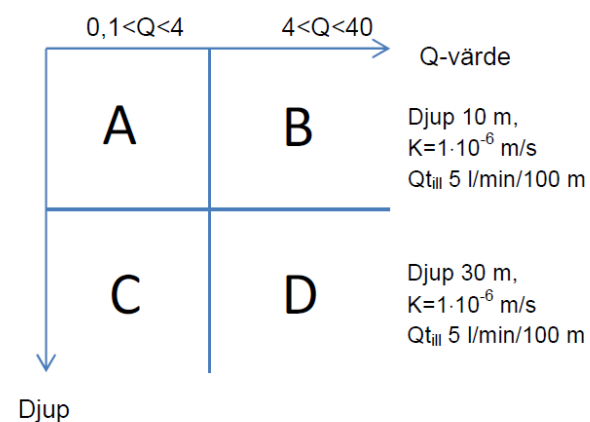 0,1<Q<4 4<Q<40
Q-värde
A B
Djup 10 m,
K=1·10⁻⁶ m/s
Qtᵢₗₗ 5 l/min/100 m
C D
Djup 30 m,
K=1·10⁻⁶ m/s
Qtᵢₗₗ 5 l/min/100 m
Djup